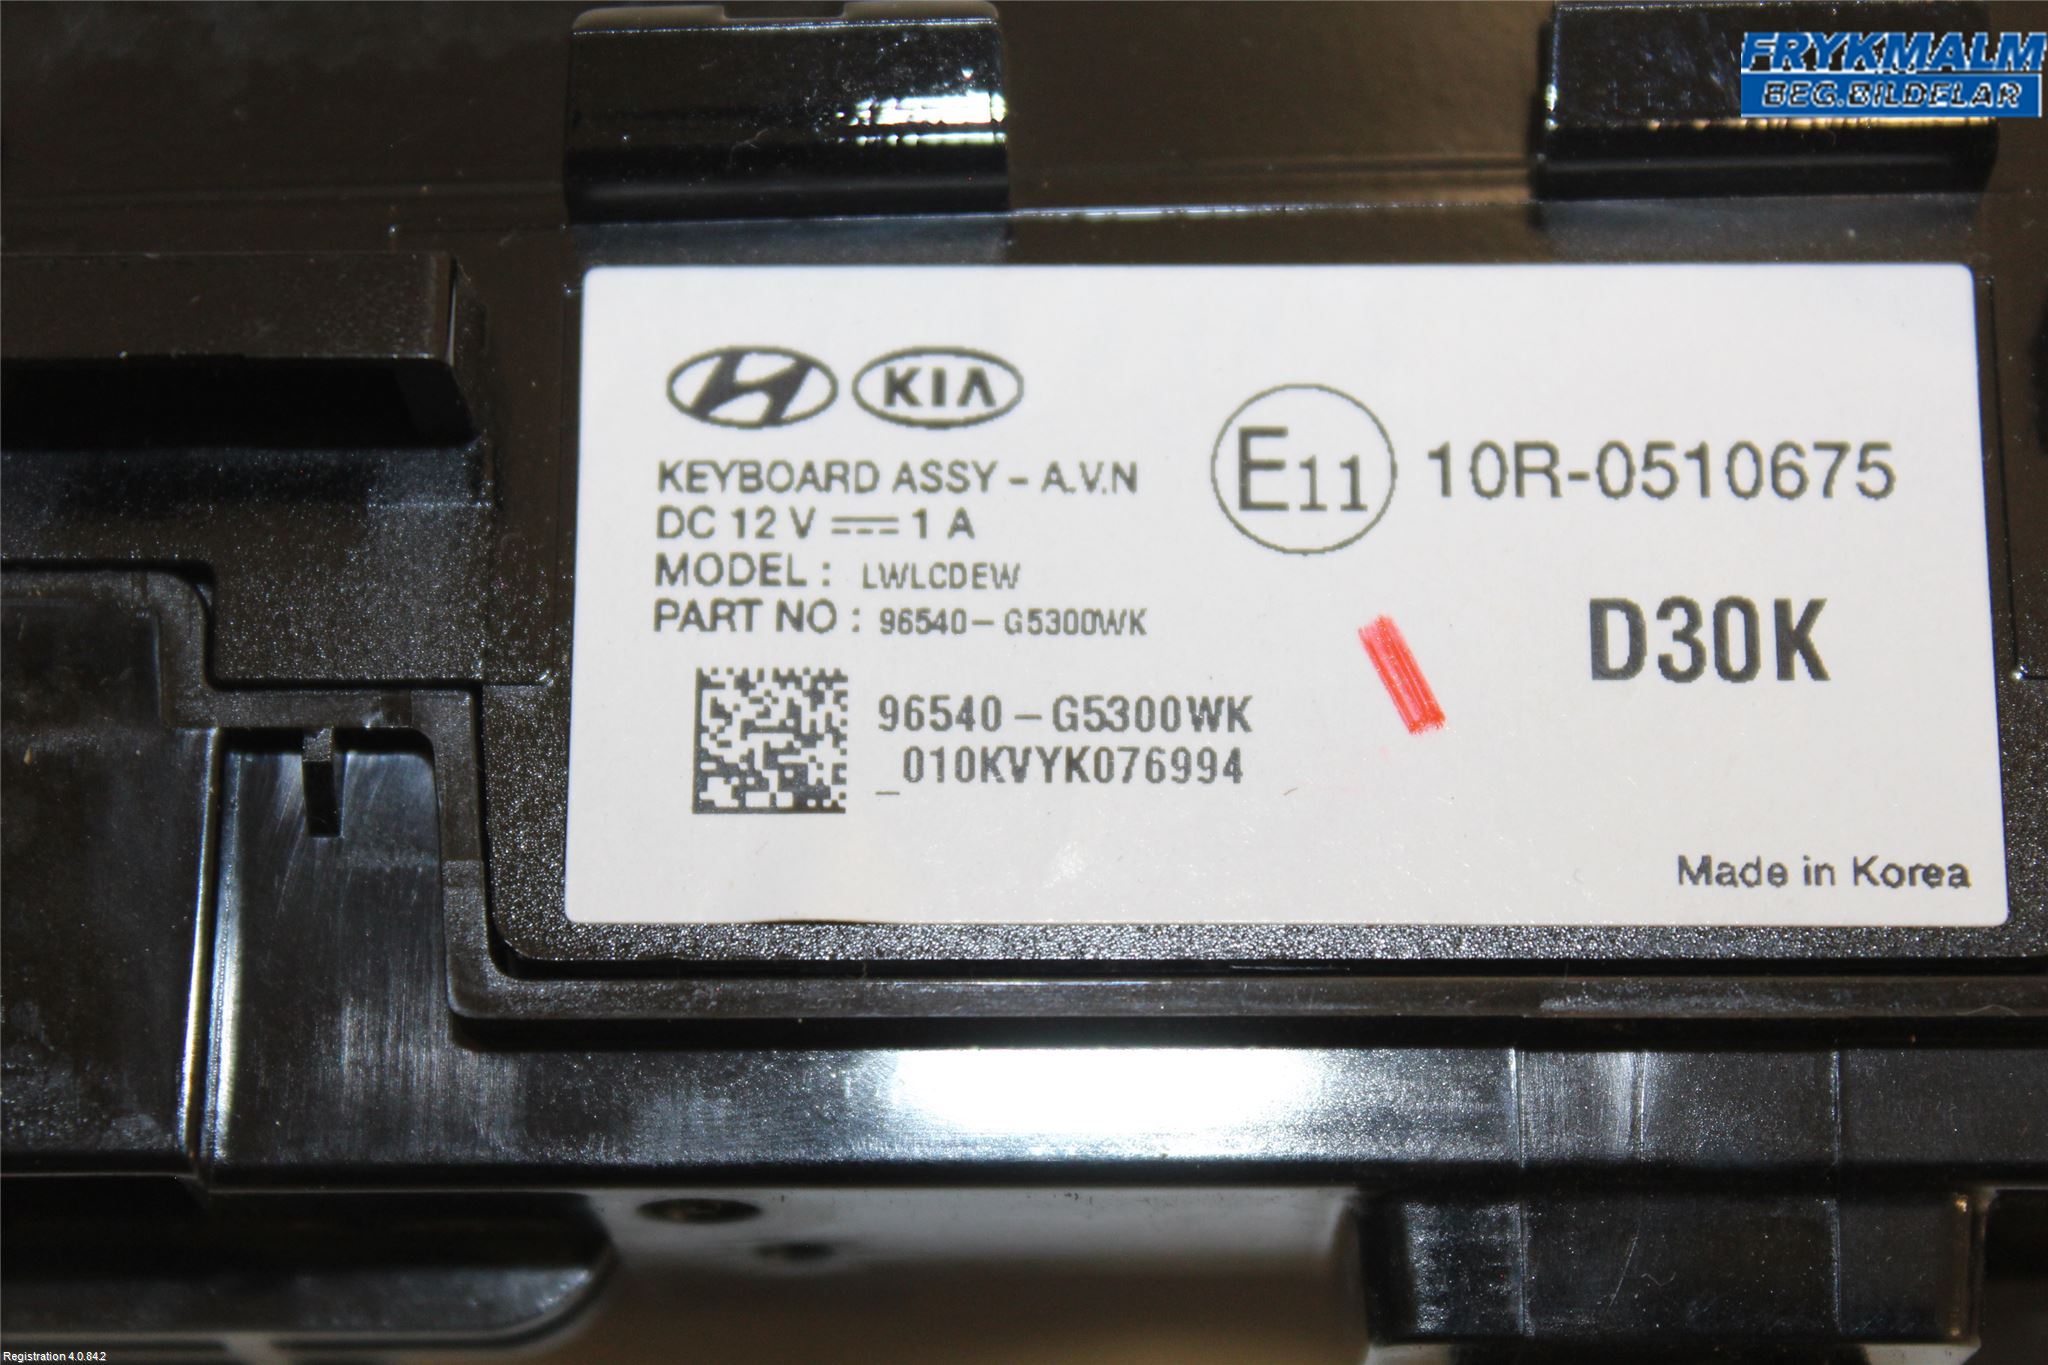 FRYKMALM
BEG.BILDELAR
KIA
KEYBOARD ASSY - A.V.N
DC 12 V 1 A
MODEL : LWLCDEW
PART NO : 96540-G5300WK
E11 10R-0510675
D30K
96540-G5300WK
_010KVYK076994
Made in Korea
Registration 4.0.84.2